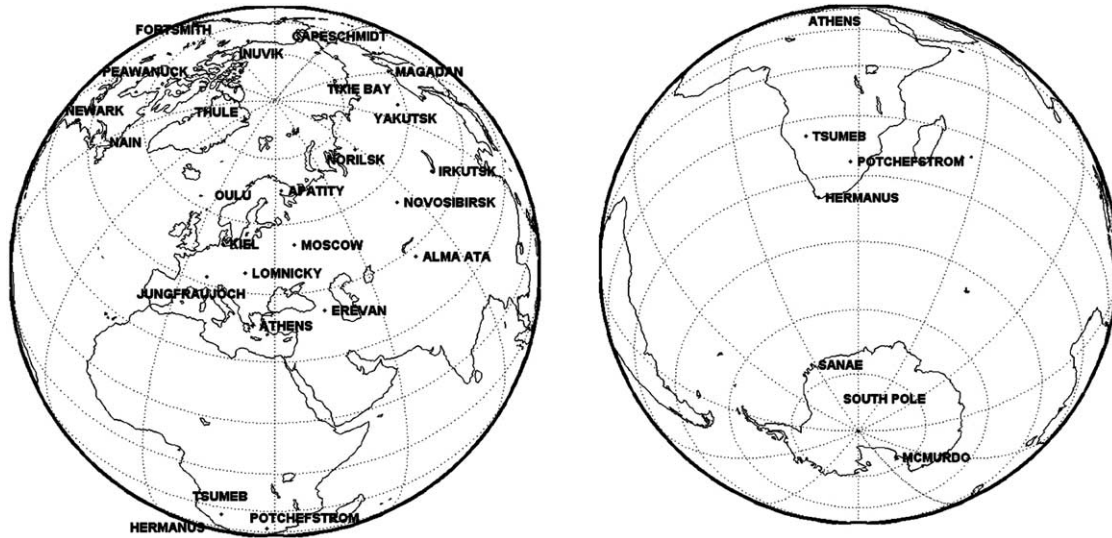 FORTSMITH
CAPESCHMIDT
INUVIK
PEAWANUCK
MAGADAN
TIXIE BAY
NEWARK
THULE
YAKUTSK
NAIN
NORILSK
IRKUTSK
OULU
APATITY
NOVOSIBIRSK
KIEL
MOSCOW
ALMA ATA
LOMNICKY
JUNGFRAUJOCH
EREVAN
ATHENS
TSUMEB
HERMANUS
POTCHEFSTROM
ATHENS
TSUMEB
POTCHEFSTROM
HERMANUS
SANAE
SOUTH POLE
MCMURDO